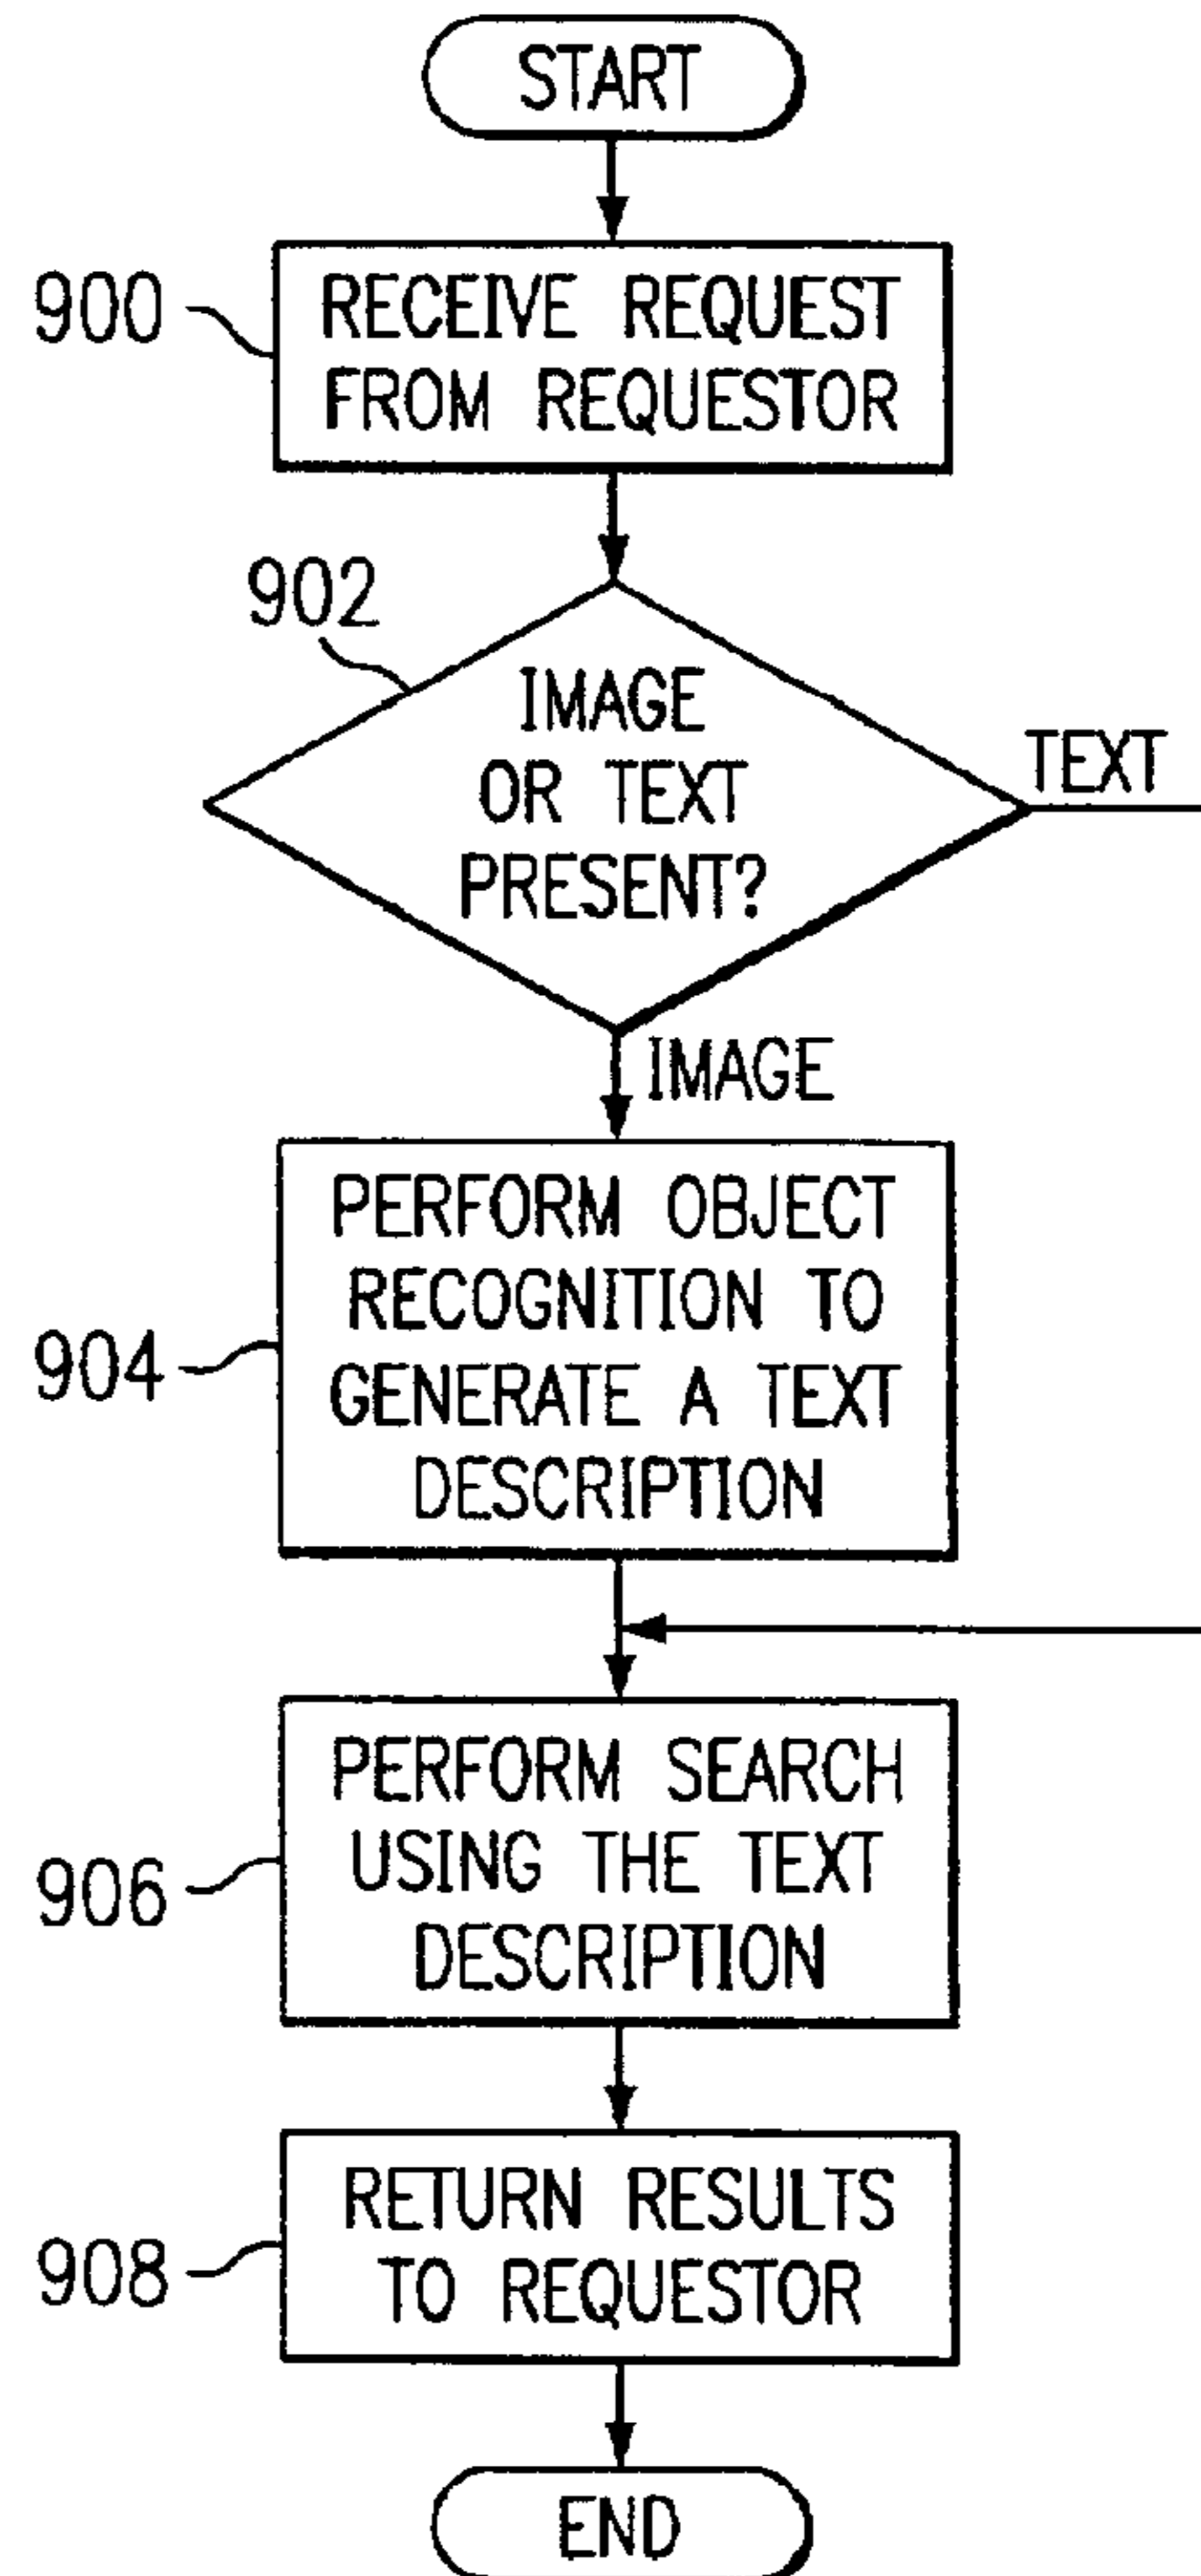 START
900
RECEIVE REQUEST
FROM REQUESTOR
902
IMAGE
OR TEXT
PRESENT?
TEXT
IMAGE
904
PERFORM OBJECT
RECOGNITION TO
GENERATE A TEXT
DESCRIPTION
906
PERFORM SEARCH
USING THE TEXT
DESCRIPTION
908
RETURN RESULTS
TO REQUESTOR
END